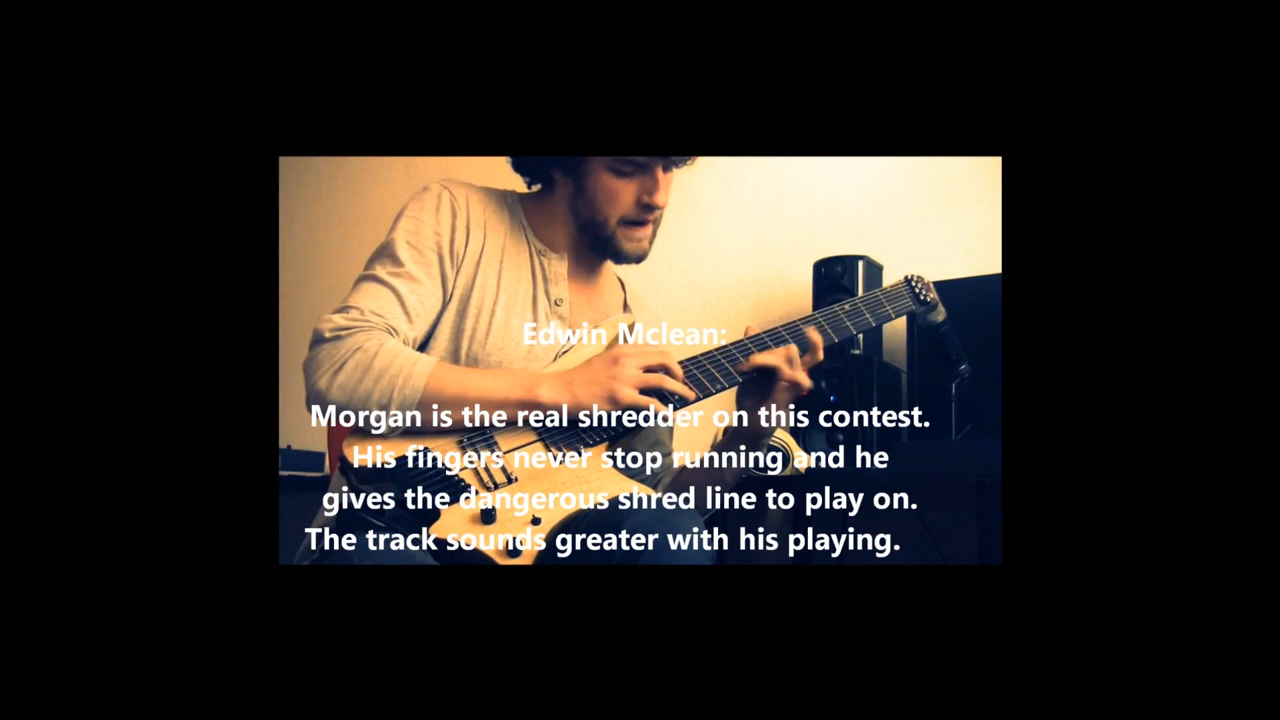 Edwin Mclean:
Morgan is the real shredder on this contest.
His fingers never stop running and he
gives the dangerous shred line to play on.
The track sounds greater with his playing.